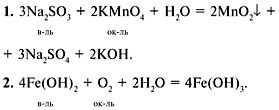 1. 3Na₂SO₃ + 2KMnO₄ + H₂O = 2MnO₂↓ +
в-ль ок-ль
+ 3Na₂SO₄ + 2KOH.
2. 4Fe(OH)₂ + O₂ + 2H₂O = 4Fe(OH)₃.
в-ль ок-ль